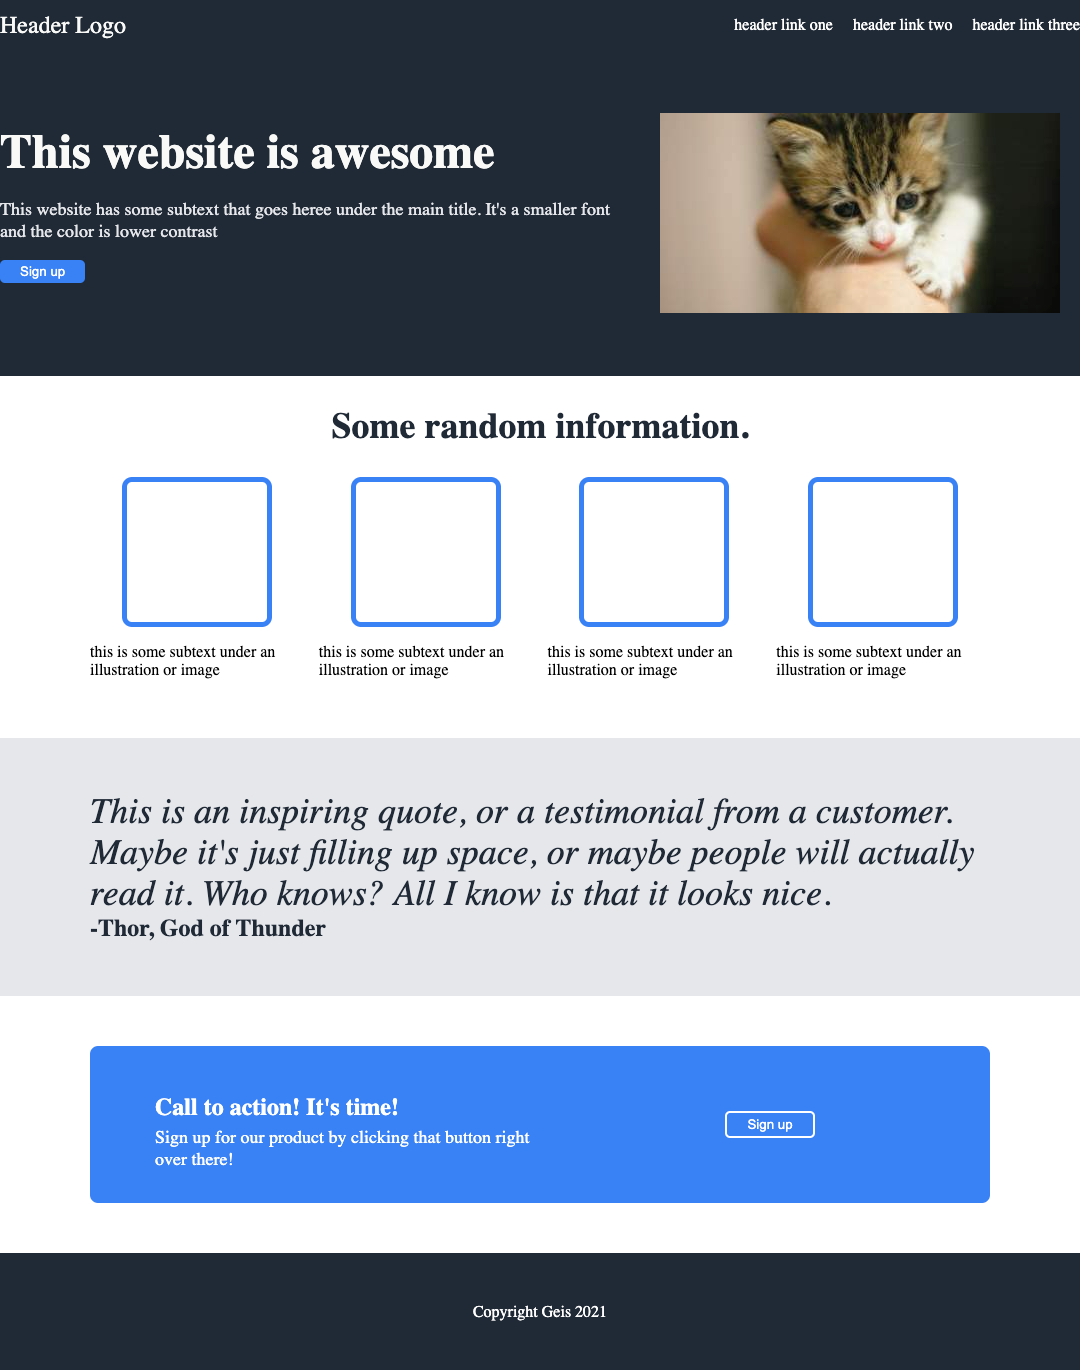 Header Logo
header link one
header link two
header link three
This website is awesome
This website has some subtext that goes heree under the main title. It's a smaller font
and the color is lower contrast
Sign up
Some random information.
this is some subtext under an
illustration or image
this is some subtext under an
illustration or image
this is some subtext under an
illustration or image
this is some subtext under an
illustration or image
This is an inspiring quote, or a testimonial from a customer.
Maybe it's just filling up space, or maybe people will actually
read it. Who knows? All I know is that it looks nice.
-Thor, God of Thunder
Call to action! It's time!
Sign up for our product by clicking that button right
over there!
Sign up
Copyright Geis 2021